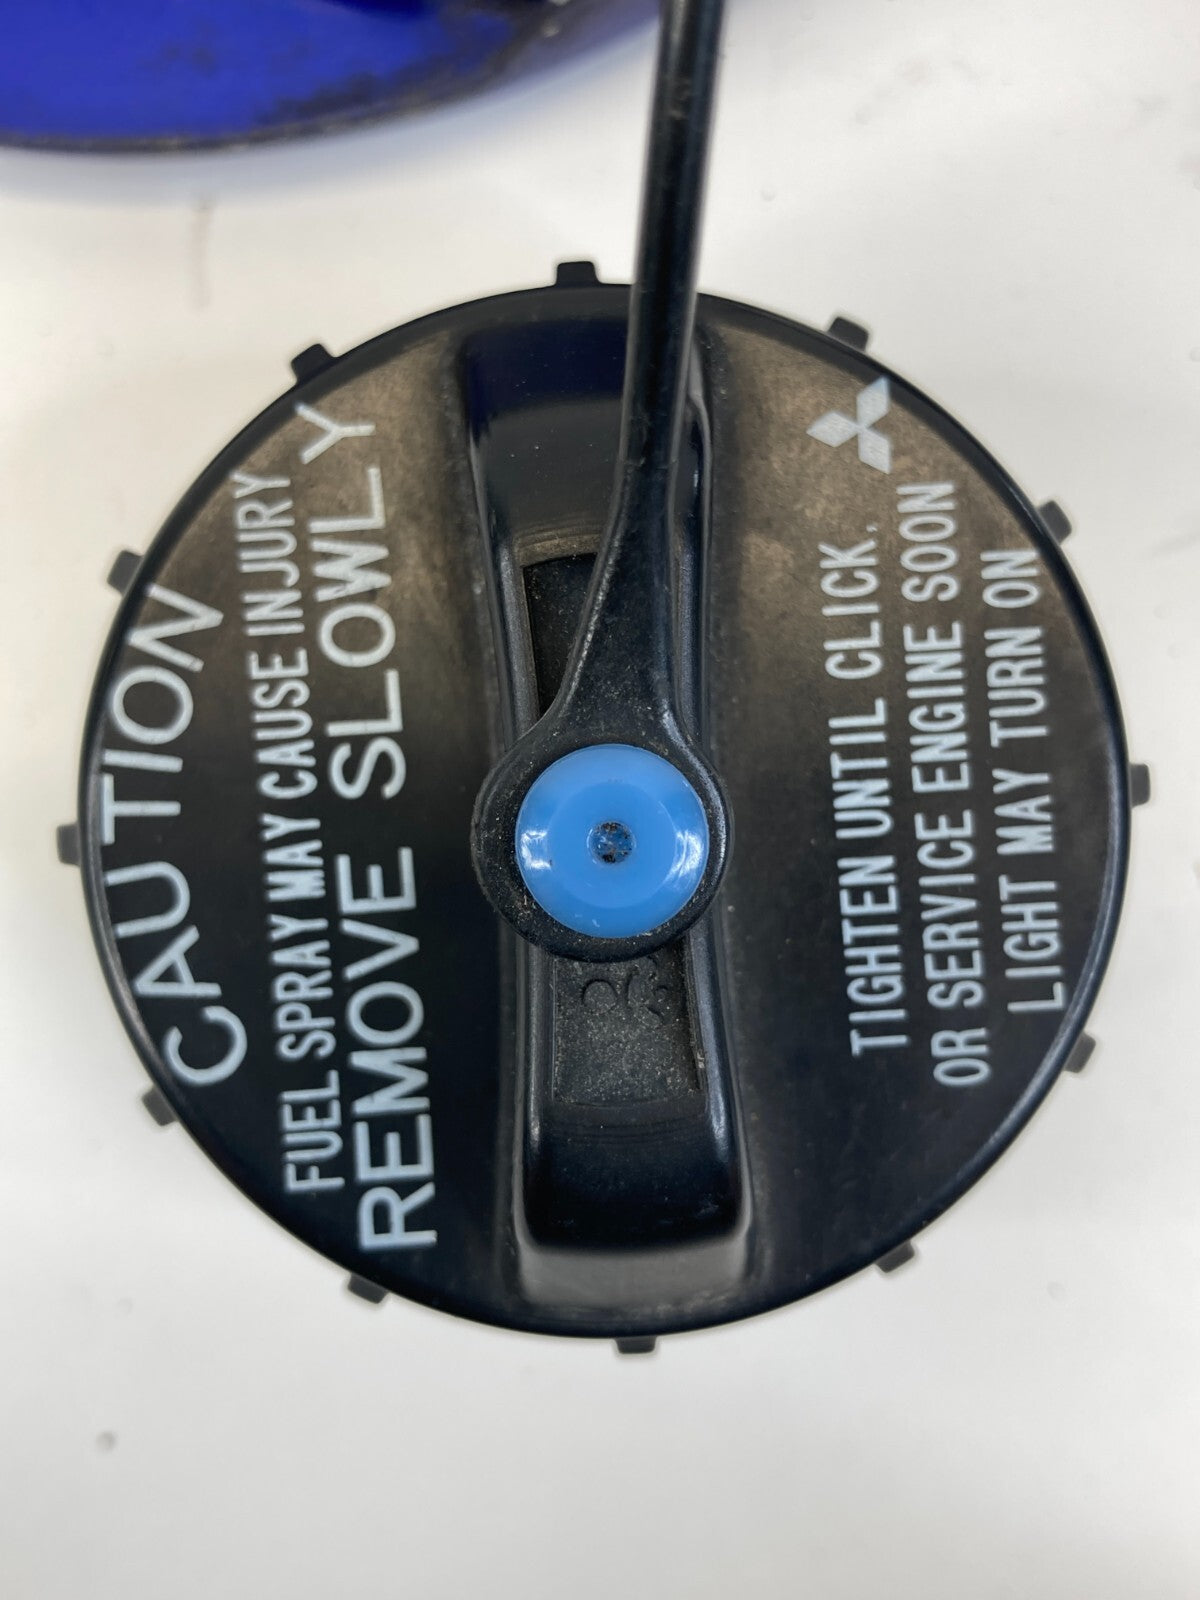 CAUTION
FUEL SPRAY MAY CAUSE INJURY
REMOVE SLOWLY
TIGHTEN UNTIL CLICK.
OR SERVICE ENGINE SOON
LIGHT MAY TURN ON